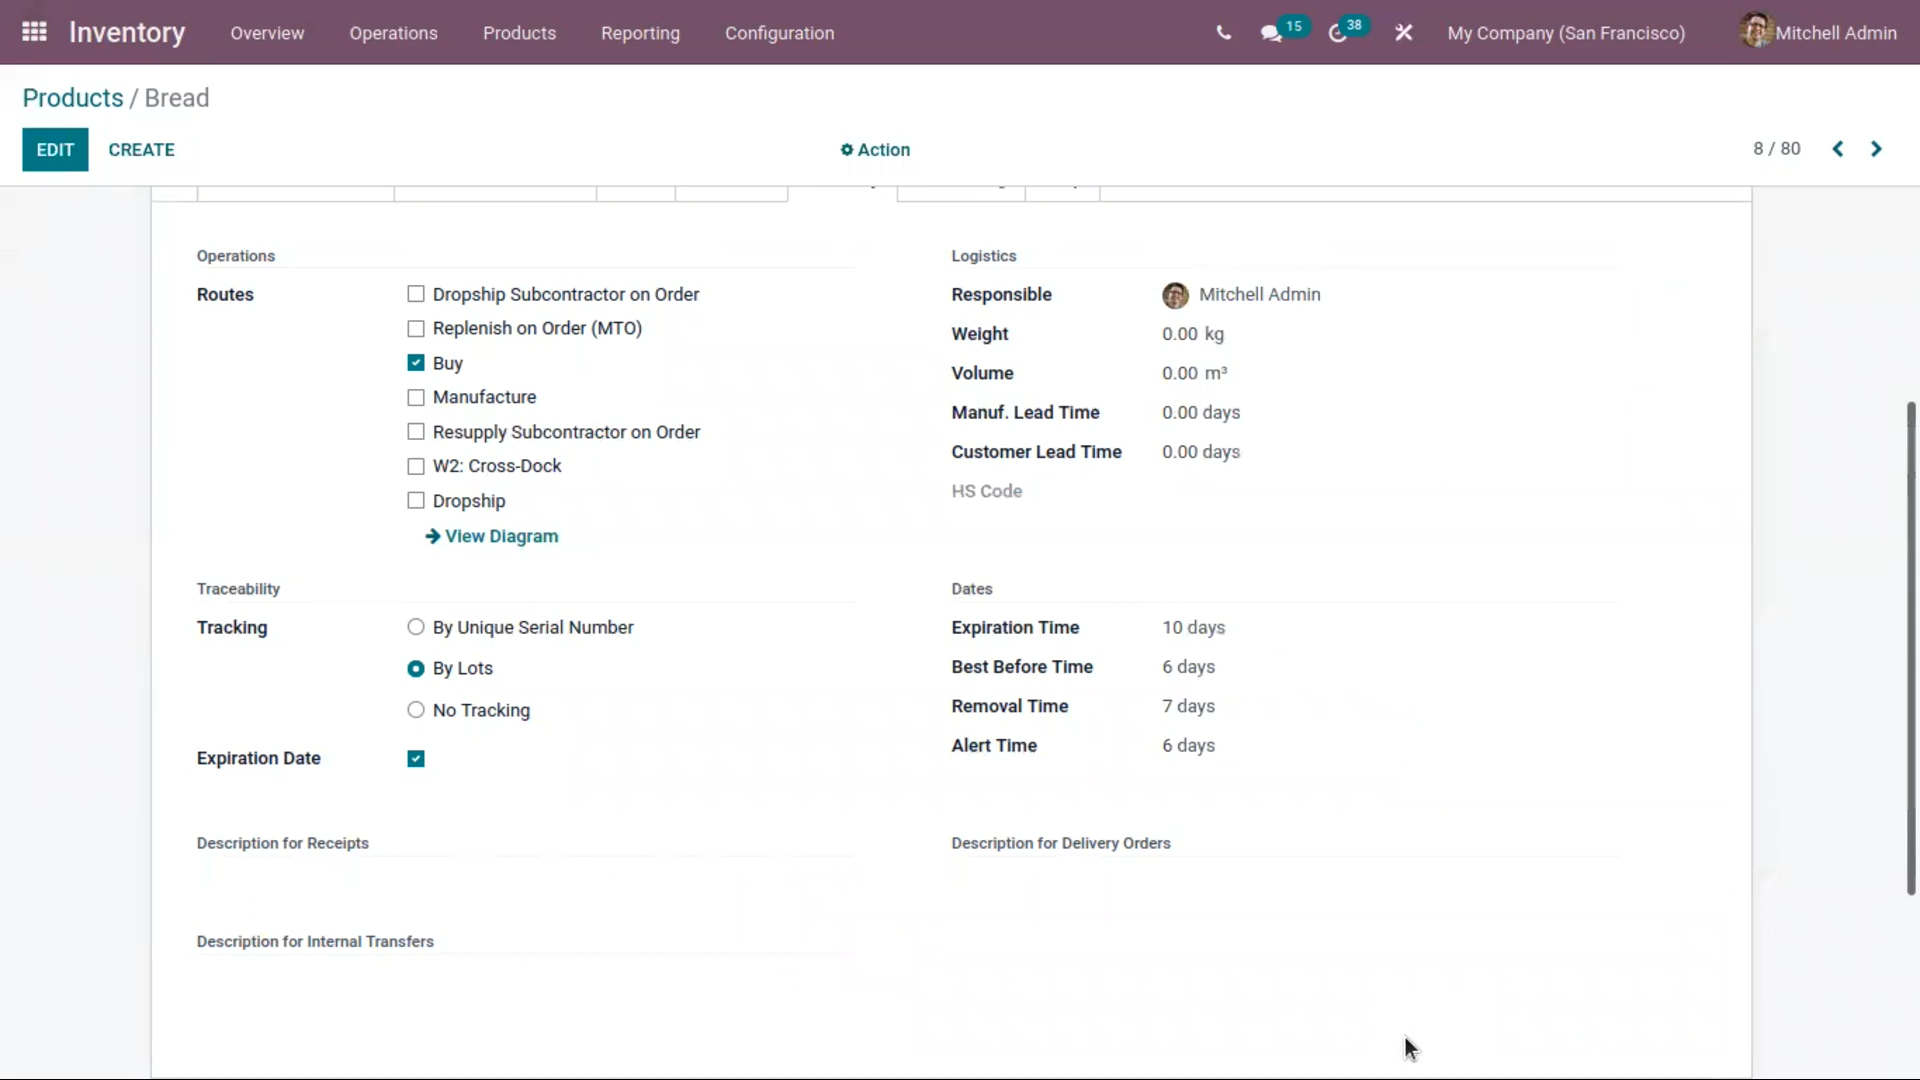 Inventory Overview Operations Products Reporting Configuration 15 38 My Company (San Francisco) Mitchell Admin
Products / Bread
EDIT CREATE Action 8 / 80
Operations
Routes
Dropship Subcontractor on Order
Replenish on Order (MTO)
Buy
Manufacture
Resupply Subcontractor on Order
W2: Cross-Dock
Dropship
View Diagram
Logistics
Responsible Mitchell Admin
Weight 0.00 kg
Volume 0.00 m³
Manuf. Lead Time 0.00 days
Customer Lead Time 0.00 days
HS Code
Traceability
Tracking
By Unique Serial Number
By Lots
No Tracking
Expiration Date
Dates
Expiration Time 10 days
Best Before Time 6 days
Removal Time 7 days
Alert Time 6 days
Description for Receipts
Description for Delivery Orders
Description for Internal Transfers